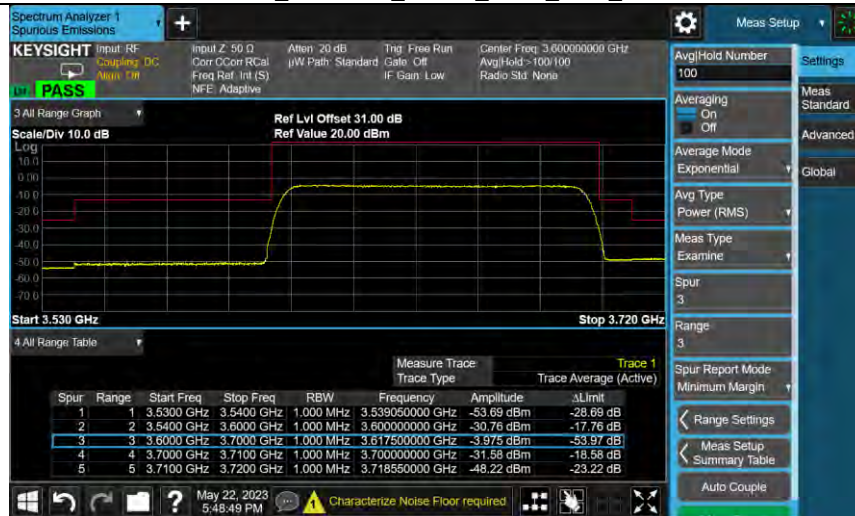 Spectrum Analyzer 1
Spurious Emissions
+
Meas Setup
KEYSIGHT Input: RF Input Z: 50 Ω Atten: 20 dB Trig: Free Run Center Freq: 3.600000000 GHz
Coupling: DC Corr CCorr RCal µW Path: Standard Gate: Off Avg|Hold:>100/100
Align: Off Freq Ref: Int (S) IF Gain: Low Radio Std: None
PASS NFE: Adaptive
3 All Range Graph
Ref Lvl Offset 31.00 dB
Scale/Div 10.0 dB Ref Value 20.00 dBm
Log
10.0
0.00
-10.0
-20.0
-30.0
-40.0
-50.0
-60.0
-70.0
Start 3.530 GHz Stop 3.720 GHz
4 All Range Table
Measure Trace Trace 1
Trace Type Trace Average (Active)
Spur Range Start Freq Stop Freq RBW Frequency Amplitude ΔLimit
1 1 3.5300 GHz 3.5400 GHz 1.000 MHz 3.539050000 GHz -53.69 dBm -28.69 dB
2 2 3.5400 GHz 3.6000 GHz 1.000 MHz 3.600000000 GHz -30.76 dBm -17.76 dB
3 3 3.6000 GHz 3.7000 GHz 1.000 MHz 3.617500000 GHz -3.975 dBm -53.97 dB
4 4 3.7000 GHz 3.7100 GHz 1.000 MHz 3.700000000 GHz -31.58 dBm -18.58 dB
5 5 3.7100 GHz 3.7200 GHz 1.000 MHz 3.718550000 GHz -48.22 dBm -23.22 dB
?
May 22, 2023
5:48:49 PM
Characterize Noise Floor required
Avg|Hold Number
100
Averaging
On
Off
Average Mode
Exponential
Avg Type
Power (RMS)
Meas Type
Examine
Spur
3
Range
3
Spur Report Mode
Minimum Margin
Range Settings
Meas Setup
Summary Table
Auto Couple
Settings
Meas
Standard
Advanced
Global